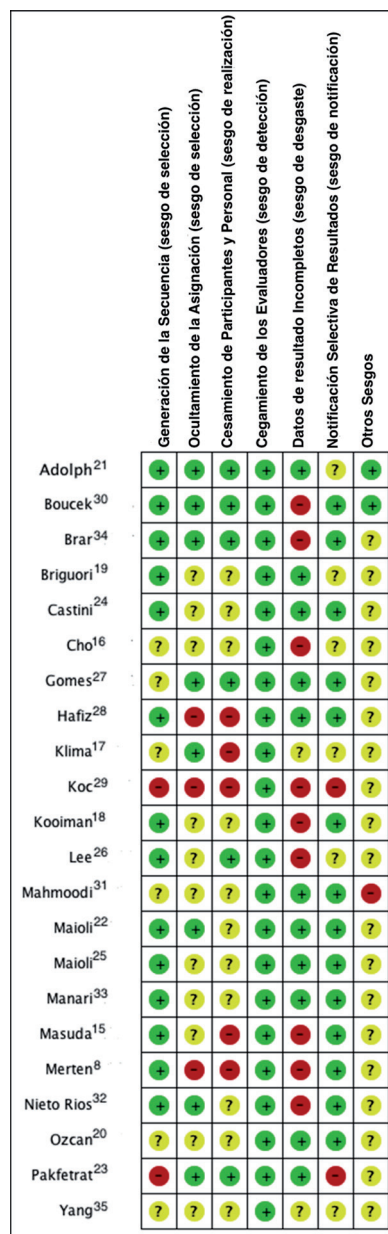 Generación de la Secuencia (sesgo de selección)
Ocultamiento de la Asignación (sesgo de selección)
Cesamiento de Participantes y Personal (sesgo de realización)
Cegamiento de los Evaluadores (sesgo de detección)
Datos de resultado Incompletos (sesgo de desgaste)
Notificación Selectiva de Resultados (sesgo de notificación)
Otros Sesgos
Adolph21 + + + + + ? +
Boucek30 + + + + - + +
Brar34 + + + + - + ?
Briguori19 + ? ? + + ? ?
Castini24 + ? ? + + + ?
Cho16 ? ? ? + - ? ?
Gomes27 ? + + + + + ?
Hafiz28 + - - + + + ?
Klima17 ? + - + ? ? ?
Koc29 - - - + - - ?
Kooiman18 + ? ? + - + ?
Lee26 + ? + + - ? ?
Mahmoodi31 ? ? ? + + + -
Maioli22 + + ? + + + ?
Maioli25 + ? ? + + + ?
Manari33 + ? ? + + + ?
Masuda15 + ? - + - + ?
Merten8 + - - + - + ?
Nieto Rios32 + + ? + - + ?
Ozcan20 ? ? ? + + + ?
Pakfetrat23 - + + + + - ?
Yang35 ? ? ? + ? ? ?